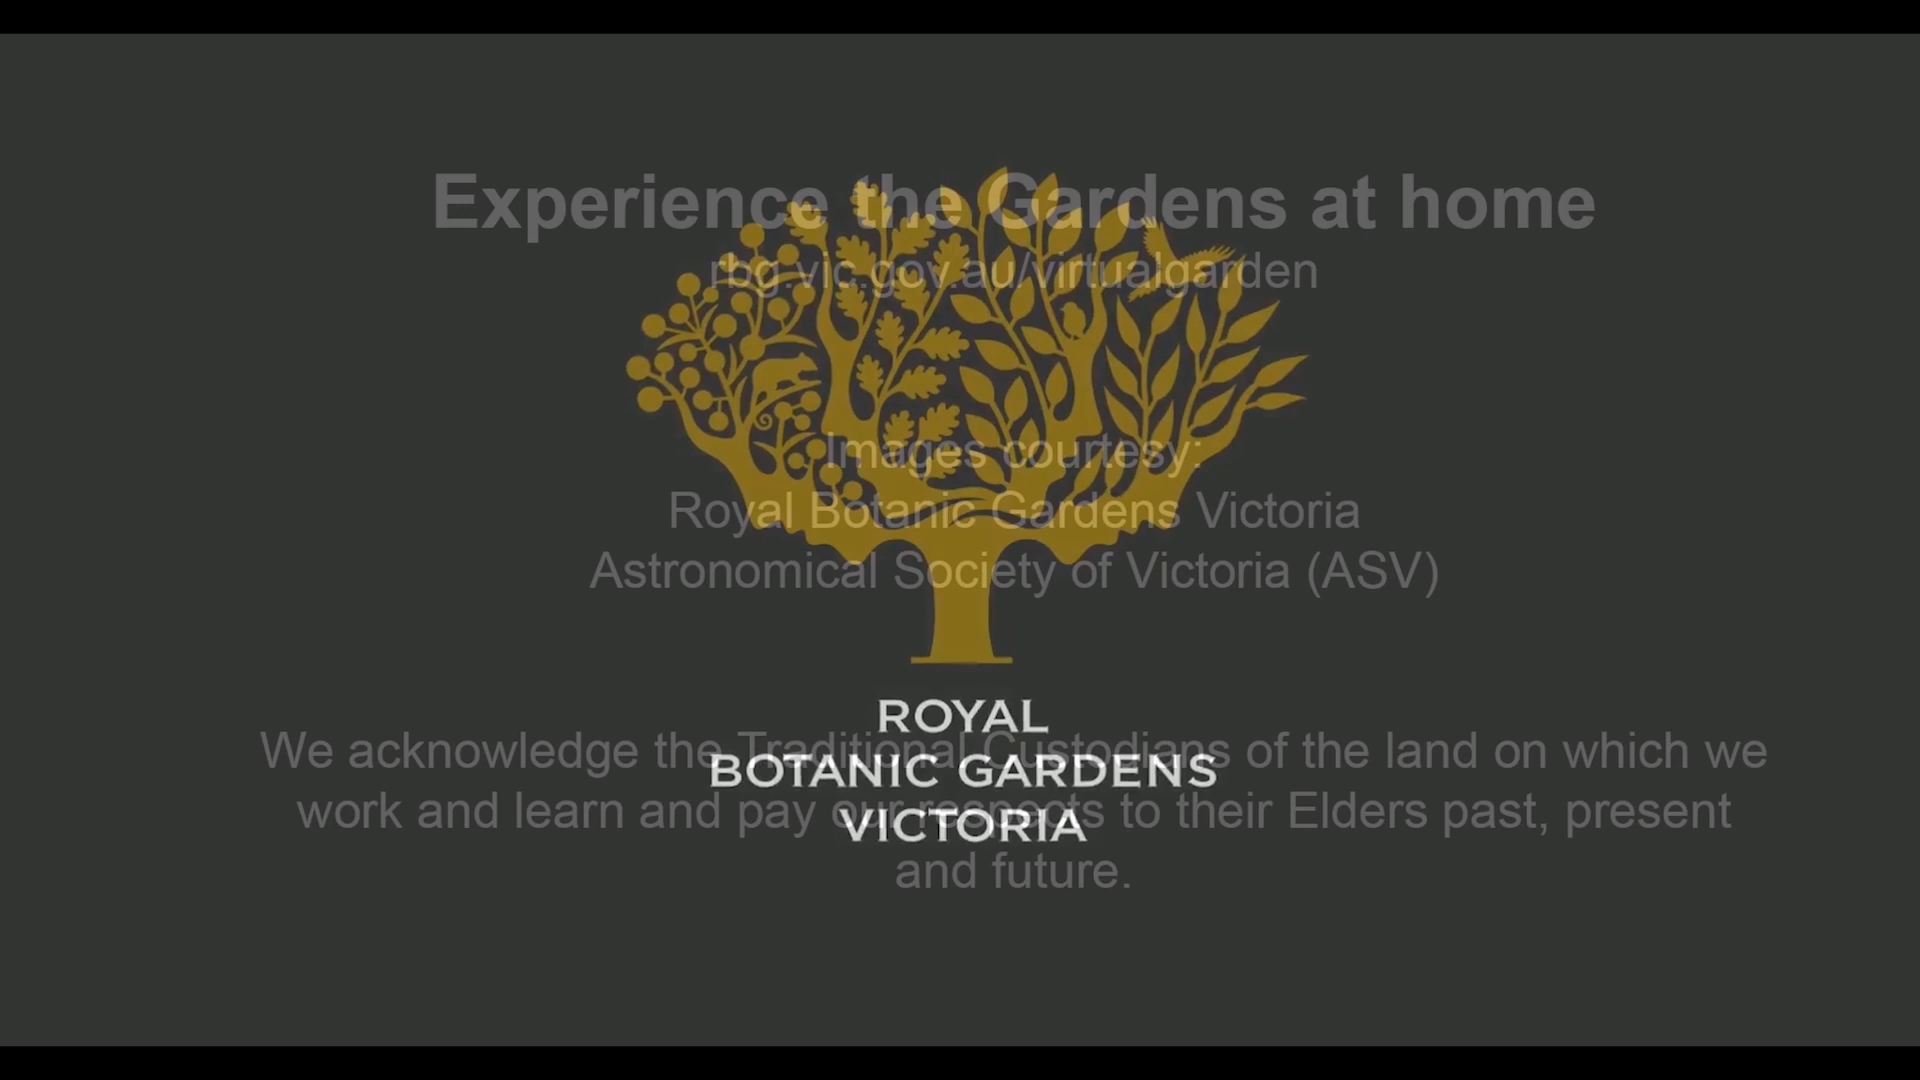 Experience the Gardens at home
rbg.vic.gov.au/virtualgarden
Images courtesy:
Royal Botanic Gardens Victoria
Astronomical Society of Victoria (ASV)
ROYAL
BOTANIC GARDENS
VICTORIA
We acknowledge the Traditional Custodians of the land on which we
work and learn and pay our respects to their Elders past, present
and future.